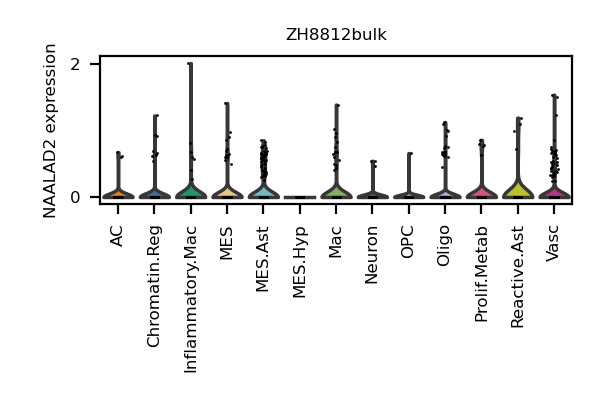 ZH8812bulk
NAALAD2 expression
2
0
AC
Chromatin.Reg
Inflammatory.Mac
MES
MES.Ast
MES.Hyp
Mac
Neuron
OPC
Oligo
Prolif.Metab
Reactive.Ast
Vasc